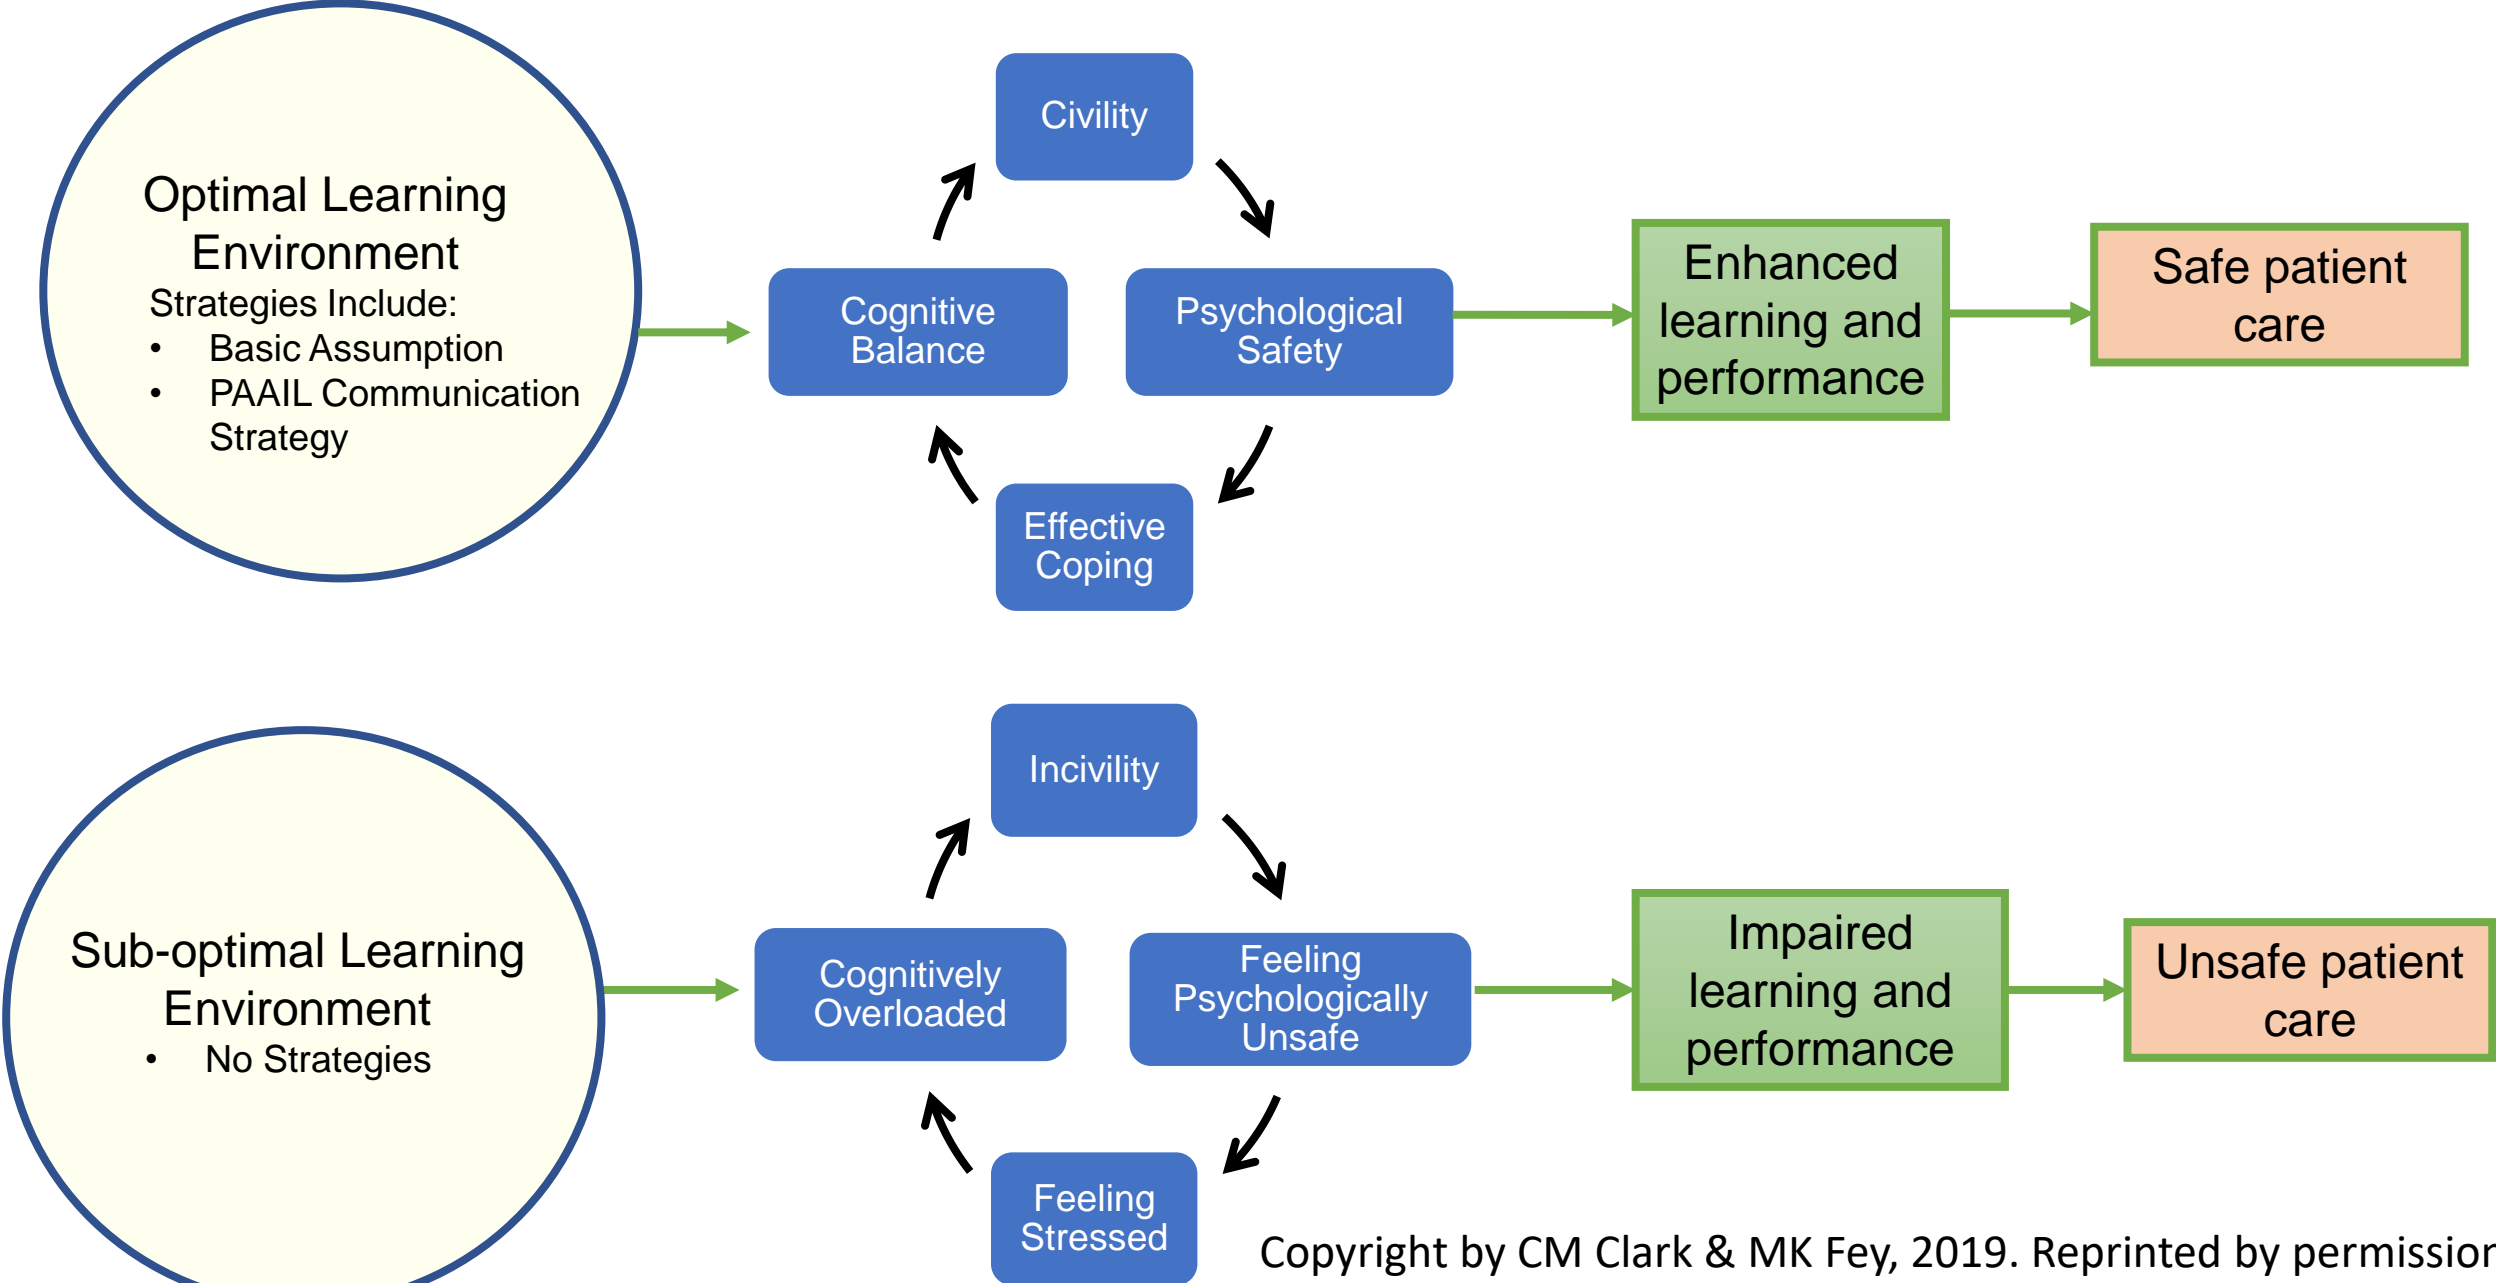 Optimal Learning
Environment
Strategies Include:
• Basic Assumption
• PAAIL Communication
Strategy
Civility
Cognitive
Balance
Psychological
Safety
Effective
Coping
Enhanced
learning and
performance
Safe patient
care
Sub-optimal Learning
Environment
• No Strategies
Incivility
Cognitively
Overloaded
Feeling
Psychologically
Unsafe
Feeling
Stressed
Impaired
learning and
performance
Unsafe patient
care
Copyright by CM Clark & MK Fey, 2019. Reprinted by permission